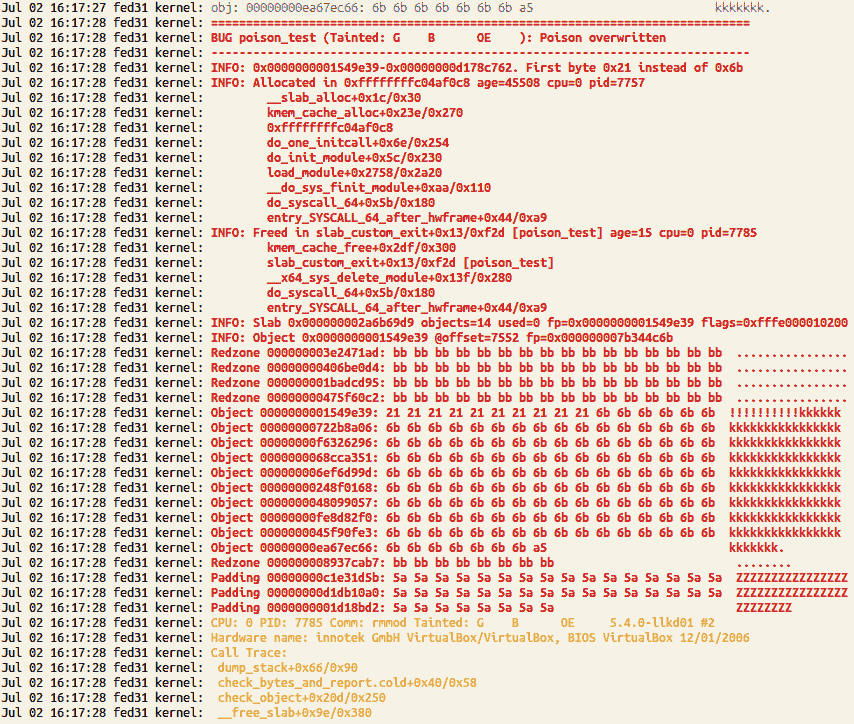 Jul 02 16:17:27 fed31 kernel: obj: 00000000ea67ec66: 6b 6b 6b 6b 6b 6b 6b a5 kkkkkkk.
Jul 02 16:17:28 fed31 kernel: =============================================================================
Jul 02 16:17:28 fed31 kernel: BUG poison_test (Tainted: G B OE ): Poison overwritten
Jul 02 16:17:28 fed31 kernel: -----------------------------------------------------------------------------
Jul 02 16:17:28 fed31 kernel: INFO: 0x0000000001549e39-0x00000000d178c762. First byte 0x21 instead of 0x6b
Jul 02 16:17:28 fed31 kernel: INFO: Allocated in 0xffffffffc04af0c8 age=45508 cpu=0 pid=7757
Jul 02 16:17:28 fed31 kernel: __slab_alloc+0x1c/0x30
Jul 02 16:17:28 fed31 kernel: kmem_cache_alloc+0x23e/0x270
Jul 02 16:17:28 fed31 kernel: 0xffffffffc04af0c8
Jul 02 16:17:28 fed31 kernel: do_one_initcall+0x6e/0x254
Jul 02 16:17:28 fed31 kernel: do_init_module+0x5c/0x230
Jul 02 16:17:28 fed31 kernel: load_module+0x2758/0x2a20
Jul 02 16:17:28 fed31 kernel: __do_sys_finit_module+0xaa/0x110
Jul 02 16:17:28 fed31 kernel: do_syscall_64+0x5b/0x180
Jul 02 16:17:28 fed31 kernel: entry_SYSCALL_64_after_hwframe+0x44/0xa9
Jul 02 16:17:28 fed31 kernel: INFO: Freed in slab_custom_exit+0x13/0xf2d [poison_test] age=15 cpu=0 pid=7785
Jul 02 16:17:28 fed31 kernel: kmem_cache_free+0x2df/0x300
Jul 02 16:17:28 fed31 kernel: slab_custom_exit+0x13/0xf2d [poison_test]
Jul 02 16:17:28 fed31 kernel: __x64_sys_delete_module+0x13f/0x280
Jul 02 16:17:28 fed31 kernel: do_syscall_64+0x5b/0x180
Jul 02 16:17:28 fed31 kernel: entry_SYSCALL_64_after_hwframe+0x44/0xa9
Jul 02 16:17:28 fed31 kernel: INFO: Slab 0x000000002a6b69d9 objects=14 used=0 fp=0x0000000001549e39 flags=0xfffe000010200
Jul 02 16:17:28 fed31 kernel: INFO: Object 0x0000000001549e39 @offset=7552 fp=0x000000007b344c6b
Jul 02 16:17:28 fed31 kernel: Redzone 000000003e2471ad: bb bb bb bb bb bb bb bb bb bb bb bb bb bb bb bb ................
Jul 02 16:17:28 fed31 kernel: Redzone 00000000406be0d4: bb bb bb bb bb bb bb bb bb bb bb bb bb bb bb bb ................
Jul 02 16:17:28 fed31 kernel: Redzone 000000001badcd95: bb bb bb bb bb bb bb bb bb bb bb bb bb bb bb bb ................
Jul 02 16:17:28 fed31 kernel: Redzone 00000000475f60c2: bb bb bb bb bb bb bb bb bb bb bb bb bb bb bb bb ................
Jul 02 16:17:28 fed31 kernel: Object 0000000001549e39: 21 21 21 21 21 21 21 21 21 21 6b 6b 6b 6b 6b 6b !!!!!!!!!!kkkkkk
Jul 02 16:17:28 fed31 kernel: Object 00000000722b8a06: 6b 6b 6b 6b 6b 6b 6b 6b 6b 6b 6b 6b 6b 6b 6b 6b kkkkkkkkkkkkkkkk
Jul 02 16:17:28 fed31 kernel: Object 00000000f6326296: 6b 6b 6b 6b 6b 6b 6b 6b 6b 6b 6b 6b 6b 6b 6b 6b kkkkkkkkkkkkkkkk
Jul 02 16:17:28 fed31 kernel: Object 0000000068cca351: 6b 6b 6b 6b 6b 6b 6b 6b 6b 6b 6b 6b 6b 6b 6b 6b kkkkkkkkkkkkkkkk
Jul 02 16:17:28 fed31 kernel: Object 000000006ef6d99d: 6b 6b 6b 6b 6b 6b 6b 6b 6b 6b 6b 6b 6b 6b 6b 6b kkkkkkkkkkkkkkkk
Jul 02 16:17:28 fed31 kernel: Object 00000000248f0168: 6b 6b 6b 6b 6b 6b 6b 6b 6b 6b 6b 6b 6b 6b 6b 6b kkkkkkkkkkkkkkkk
Jul 02 16:17:28 fed31 kernel: Object 0000000048099057: 6b 6b 6b 6b 6b 6b 6b 6b 6b 6b 6b 6b 6b 6b 6b 6b kkkkkkkkkkkkkkkk
Jul 02 16:17:28 fed31 kernel: Object 00000000fe8d82f0: 6b 6b 6b 6b 6b 6b 6b 6b 6b 6b 6b 6b 6b 6b 6b 6b kkkkkkkkkkkkkkkk
Jul 02 16:17:28 fed31 kernel: Object 0000000045f90fe3: 6b 6b 6b 6b 6b 6b 6b 6b 6b 6b 6b 6b 6b 6b 6b 6b kkkkkkkkkkkkkkkk
Jul 02 16:17:28 fed31 kernel: Object 00000000ea67ec66: 6b 6b 6b 6b 6b 6b 6b a5 kkkkkkk.
Jul 02 16:17:28 fed31 kernel: Redzone 000000008937cab7: bb bb bb bb bb bb bb bb ........
Jul 02 16:17:28 fed31 kernel: Padding 00000000c1e31d5b: 5a 5a 5a 5a 5a 5a 5a 5a 5a 5a 5a 5a 5a 5a 5a 5a ZZZZZZZZZZZZZZZZ
Jul 02 16:17:28 fed31 kernel: Padding 00000000d1db10a0: 5a 5a 5a 5a 5a 5a 5a 5a 5a 5a 5a 5a 5a 5a 5a 5a ZZZZZZZZZZZZZZZZ
Jul 02 16:17:28 fed31 kernel: Padding 0000000001d18bd2: 5a 5a 5a 5a 5a 5a 5a 5a ZZZZZZZZ
Jul 02 16:17:28 fed31 kernel: CPU: 0 PID: 7785 Comm: rmmod Tainted: G B OE 5.4.0-llkd01 #2
Jul 02 16:17:28 fed31 kernel: Hardware name: innotek GmbH VirtualBox/VirtualBox, BIOS VirtualBox 12/01/2006
Jul 02 16:17:28 fed31 kernel: Call Trace:
Jul 02 16:17:28 fed31 kernel: dump_stack+0x66/0x90
Jul 02 16:17:28 fed31 kernel: check_bytes_and_report.cold+0x40/0x58
Jul 02 16:17:28 fed31 kernel: check_object+0x20d/0x250
Jul 02 16:17:28 fed31 kernel: __free_slab+0x9e/0x380